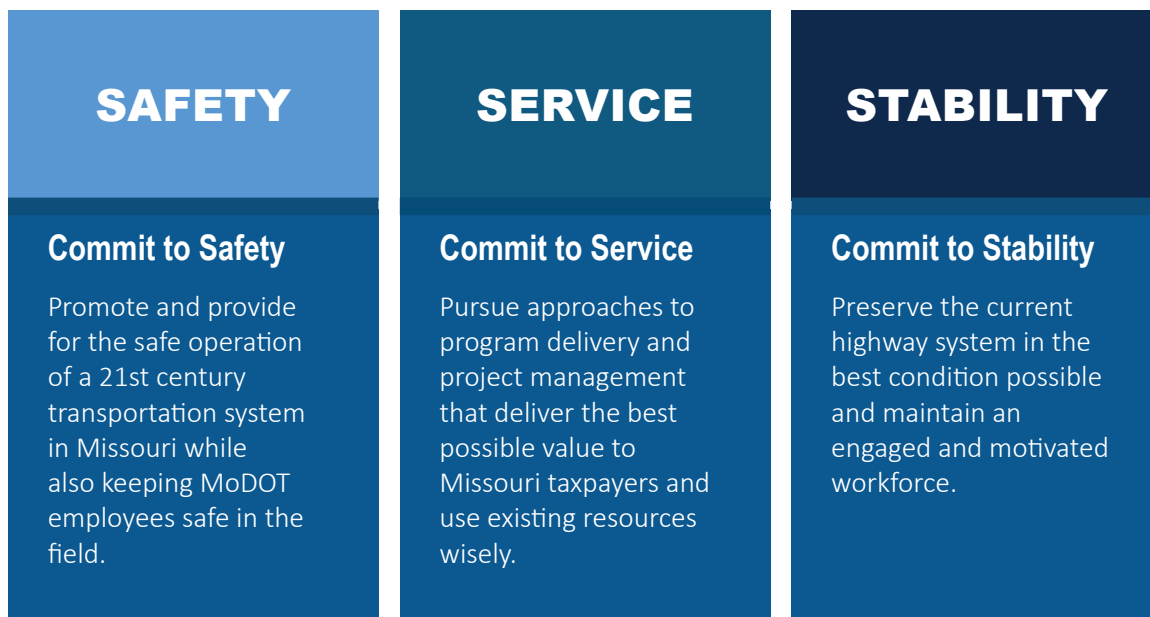 SAFETY
Commit to Safety
Promote and provide
for the safe operation
of a 21st century
transportation system
in Missouri while
also keeping MoDOT
employees safe in the
field.
SERVICE
Commit to Service
Pursue approaches to
program delivery and
project management
that deliver the best
possible value to
Missouri taxpayers and
use existing resources
wisely.
STABILITY
Commit to Stability
Preserve the current
highway system in the
best condition possible
and maintain an
engaged and motivated
workforce.